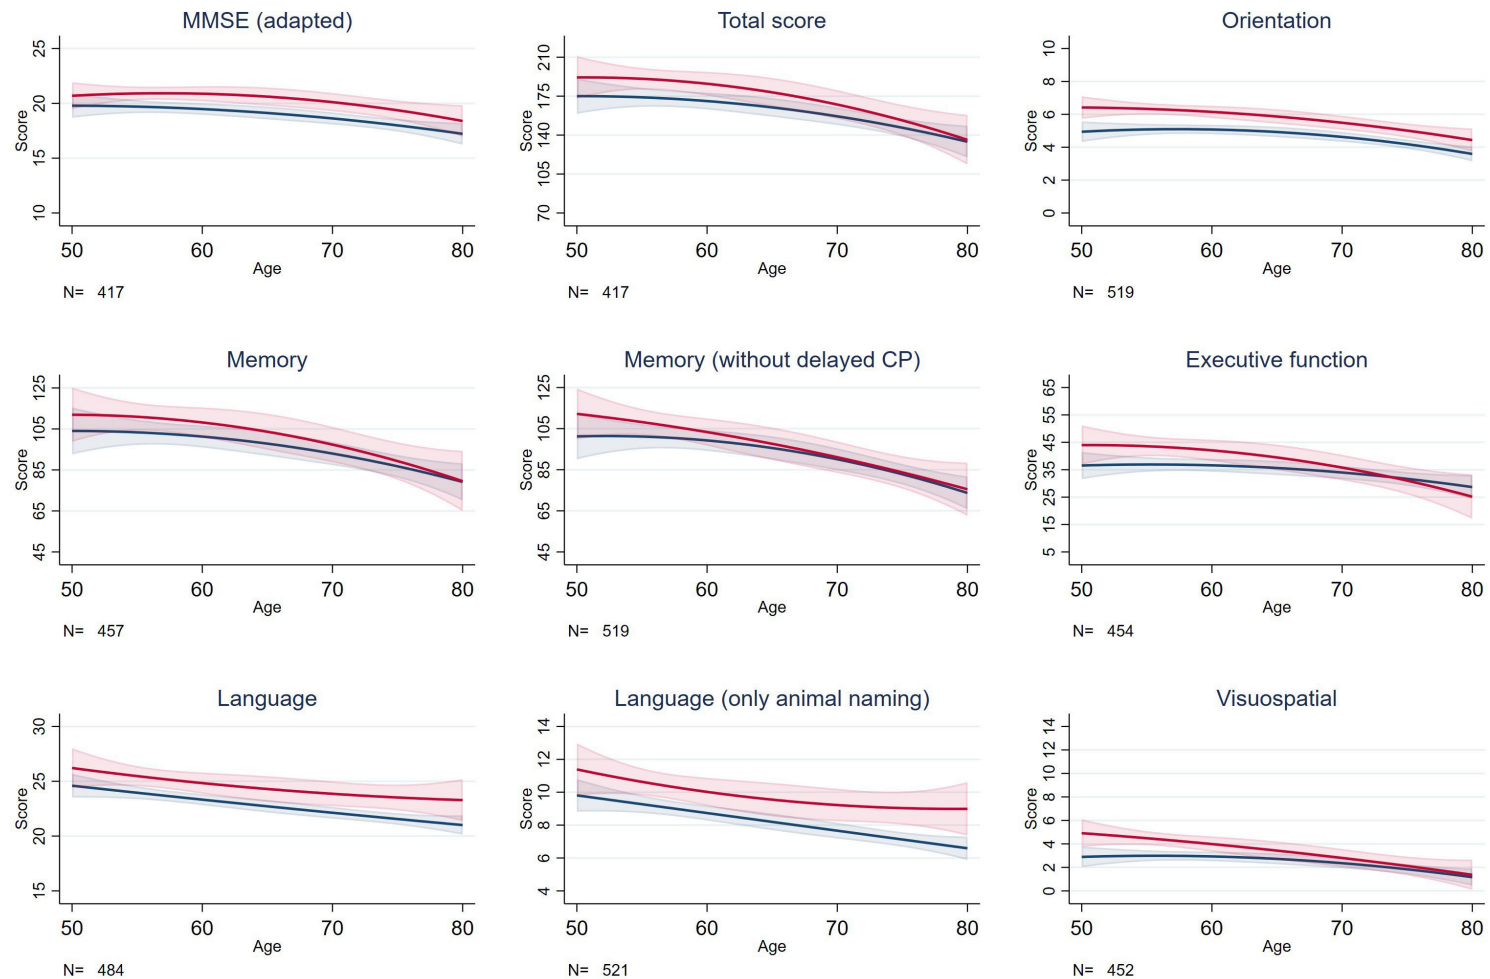 MMSE (adapted)
Score
25
20
15
10
50 60 70 80
Age
N= 417
Total score
Score
210
175
140
105
70
50 60 70 80
Age
N= 417
Orientation
Score
10
8
6
4
2
0
50 60 70 80
Age
N= 519
Memory
Score
125
105
85
65
45
50 60 70 80
Age
N= 457
Memory (without delayed CP)
Score
125
105
85
65
45
50 60 70 80
Age
N= 519
Executive function
Score
65
55
45
35
25
15
5
50 60 70 80
Age
N= 454
Language
Score
30
25
20
15
50 60 70 80
Age
N= 484
Language (only animal naming)
Score
14
12
10
8
6
4
50 60 70 80
Age
N= 521
Visuospatial
Score
14
12
10
8
6
4
2
0
50 60 70 80
Age
N= 452